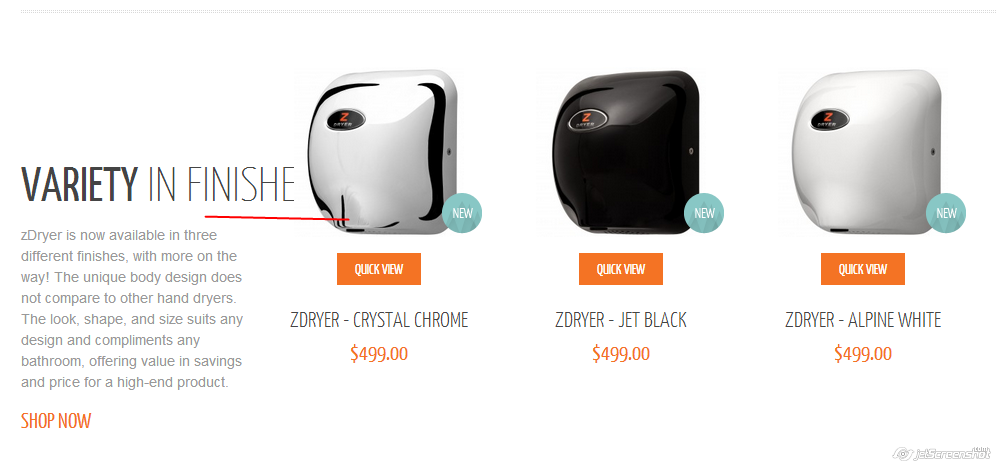 VARIETY IN FINISHE
zDryer is now available in three
different finishes, with more on the
way! The unique body design does
not compare to other hand dryers.
The look, shape, and size suits any
design and compliments any
bathroom, offering value in savings
and price for a high-end product.
SHOP NOW
Z
DRYER
NEW
QUICK VIEW
ZDRYER - CRYSTAL CHROME
$499.00
Z
DRYER
NEW
QUICK VIEW
ZDRYER - JET BLACK
$499.00
Z
DRYER
NEW
QUICK VIEW
ZDRYER - ALPINE WHITE
$499.00
jetScreenshot
.com